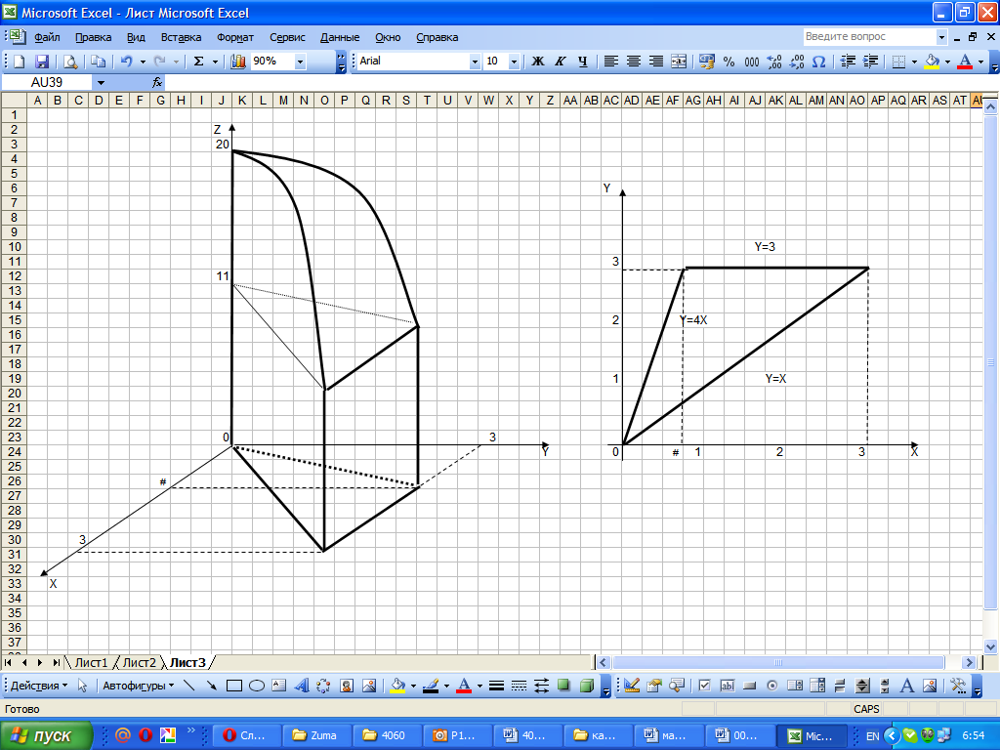 Microsoft Excel - Лист Microsoft Excel
Файл Правка Вид Вставка Формат Сервис Данные Окно Справка
Введите вопрос
90%
Arial
10
Ж К Ч
% 000
AU39
fx
A B C D E F G H I J K L M N O P Q R S T U V W X Y Z AA AB AC AD AE AF AG AH AI AJ AK AL AM AN AO AP AQ AR AS AT AU
1
2
3
4
5
6
7
8
9
10
11
12
13
14
15
16
17
18
19
20
21
22
23
24
25
26
27
28
29
30
31
32
33
34
35
36
37
Z
20
11
0
3
Y
#
3
X
Y
3
Y=3
2
Y=4X
1
Y=X
0 # 1 2 3 X
Лист1 Лист2 Лист3
Действия Автофигуры
Готово
CAPS
пуск
Сл...
Zuma
4060
P1...
40...
ка...
ма...
00...
Mic...
EN
6:54